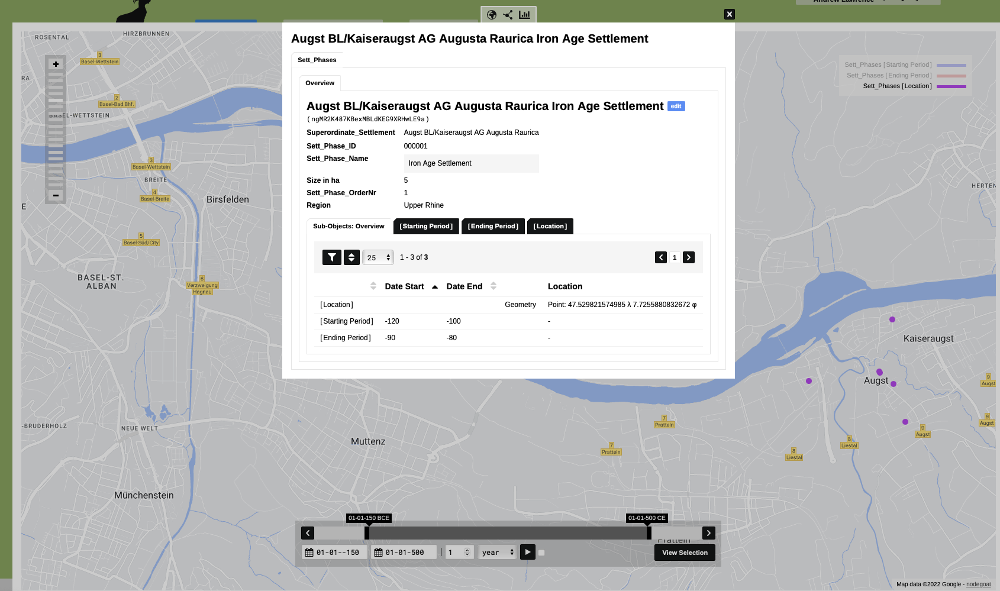 Andrew Lawrence
Augst BL/Kaiseraugst AG Augusta Raurica Iron Age Settlement
Sett_Phases
Overview
Augst BL/Kaiseraugst AG Augusta Raurica Iron Age Settlement edit
(ngMR2K487KBexMBLdKEG9XRHwLE9a)
Superordinate_Settlement Augst BL/Kaiseraugst AG Augusta Raurica
Sett_Phase_ID 000001
Sett_Phase_Name Iron Age Settlement
Size in ha 5
Sett_Phase_OrderNr 1
Region Upper Rhine
Sub-Objects: Overview [Starting Period] [Ending Period] [Location]
25 1 - 3 of 3 1
Date Start Date End Location
[Location] Geometry Point: 47.529821574985 λ 7.7255880832672 φ
[Starting Period] -120 -100 -
[Ending Period] -90 -80 -
Sett_Phases [Starting Period]
Sett_Phases [Ending Period]
Sett_Phases [Location]
ROSENTAL
HIRZBRUNNEN
3
Basel-Wettstein
RA
2
Basel-Bad.Bhf.
BASEL-WETTSTEIN
3
Basel-Wettstein
BREITE
4
Basel-Breite
Birsfelden
E
5
Basel-Süd/City
BASEL-ST.
ALBAN
6
Verzweigung
Hagnau
HERTEN
Kaiseraugst
Augst
9
Augst
-BRUDERHOLZ
NEUE WELT
Muttenz
7
Pratteln
7
Pratteln
8
Liestal
8
Liestal
9
Augst
9
Augst
Münchenstein
Pratteln
01-01-150 BCE 01-01-500 CE
01-01--150 01-01-500 | 1 year View Selection
Map data ©2022 Google - nodegoat